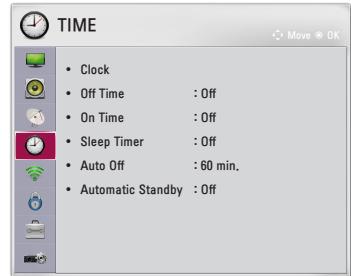 TIME
Move OK
• Clock
• Off Time : Off
• On Time : Off
• Sleep Timer : Off
• Auto Off : 60 min.
• Automatic Standby : Off